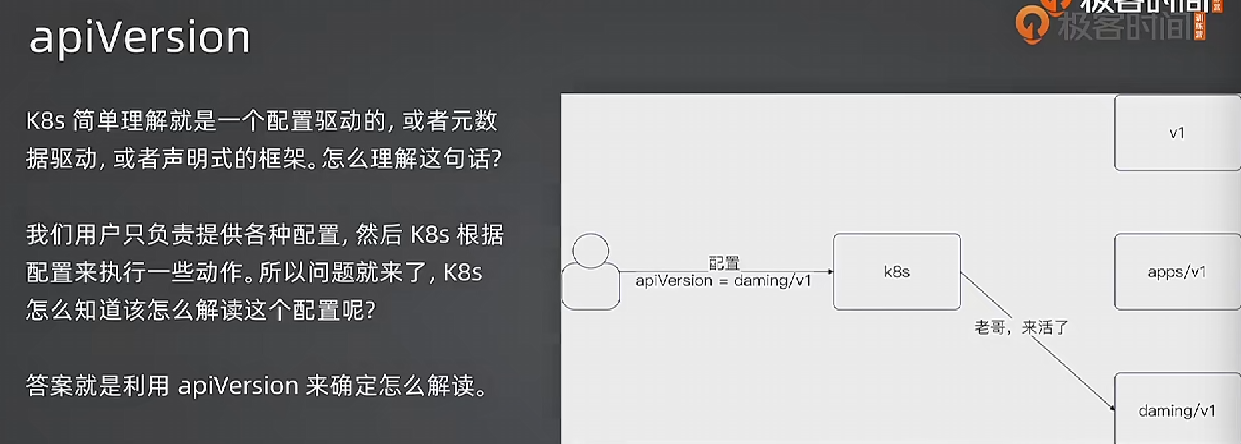 极客时间
极客时间
apiVersion
K8s 简单理解就是一个配置驱动的, 或者元数
据驱动, 或者声明式的框架。怎么理解这句话?
我们用户只负责提供各种配置, 然后 K8s 根据
配置来执行一些动作。所以问题就来了, K8s
怎么知道该怎么解读这个配置呢?
答案就是利用 apiVersion 来确定怎么解读。
v1
配置
apiVersion = daming/v1
k8s
apps/v1
老哥，来活了
daming/v1